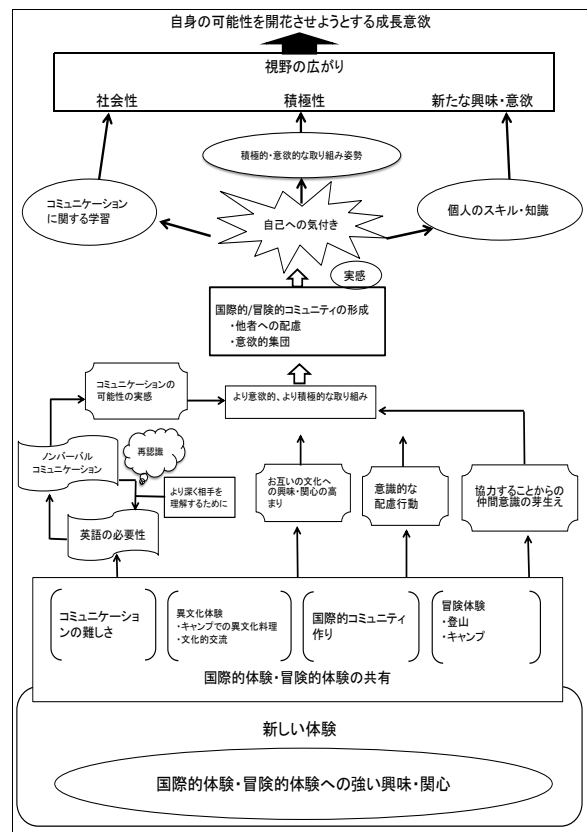 自身の可能性を開花させようとする成長意欲
視野の広がり
社会性
積極性
新たな興味・意欲
積極的・意欲的な取り組み姿勢
コミュニケーション
に関する学習
自己への気付き
個人のスキル・知識
実感
国際的/冒険的コミュニティの形成
・他者への配慮
・意欲的集団
コミュニケーションの
可能性の実感
より意欲的、より積極的な取り組み
ノンバーバル
コミュニケーション
再認識
より深く相手を
理解するために
英語の必要性
お互いの文化へ
の興味・関心の高
まり
意識的な
配慮行動
協力することからの
仲間意識の芽生え
コミュニケーショ
ンの難しさ
異文化体験
・キャンプでの異文化料理
・文化的交流
国際的コミュニティ
作り
冒険体験
・登山
・キャンプ
国際的体験・冒険的体験の共有
新しい体験
国際的体験・冒険的体験への強い興味・関心